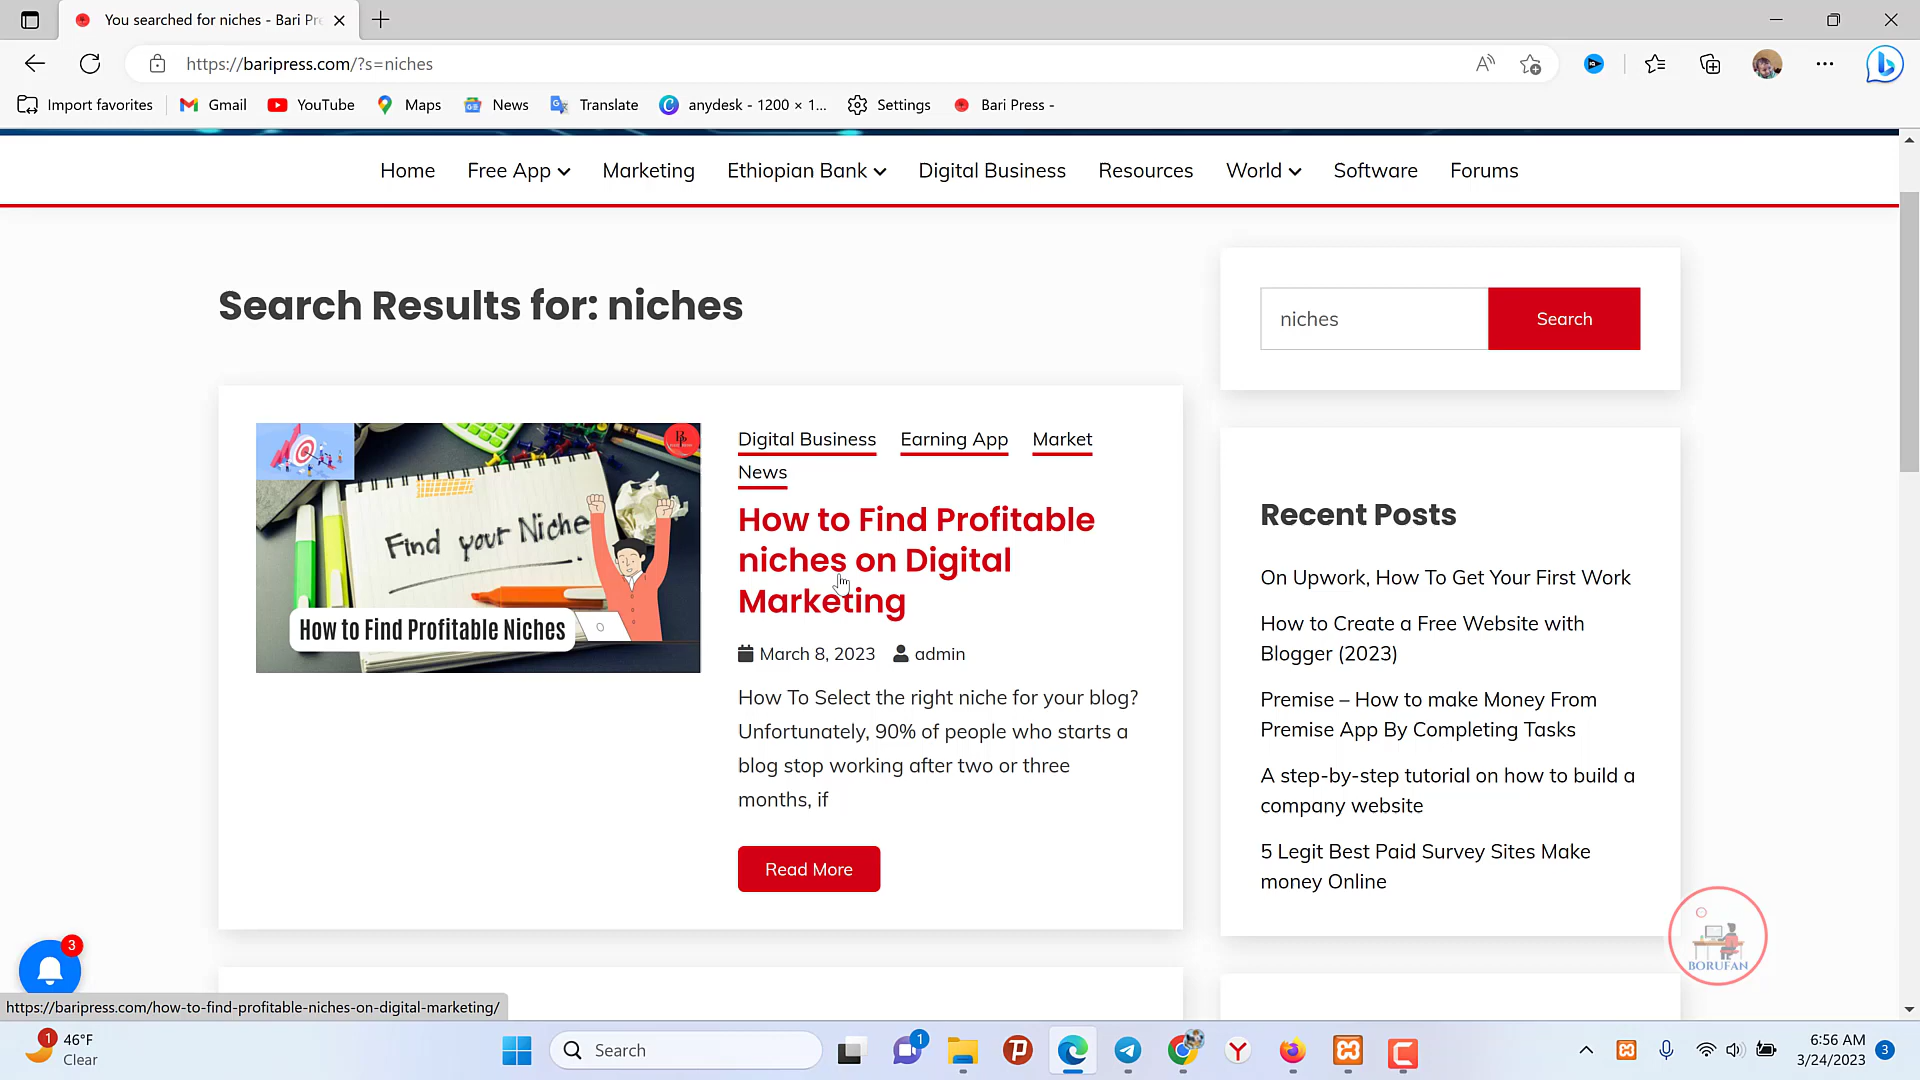 You searched for niches - Bari Pr
https://baripress.com/?s=niches
Import favorites
Gmail
YouTube
Maps
News
Translate
anydesk - 1200 × 1...
Settings
Bari Press -
Home
Free App
Marketing
Ethiopian Bank
Digital Business
Resources
World
Software
Forums
Search Results for: niches
niches
Search
Find your Niche
How to Find Profitable Niches
Digital Business
Earning App
Market
News
How to Find Profitable
niches on Digital
Marketing
March 8, 2023
admin
How To Select the right niche for your blog?
Unfortunately, 90% of people who starts a
blog stop working after two or three
months, if
Read More
Recent Posts
On Upwork, How To Get Your First Work
How to Create a Free Website with
Blogger (2023)
Premise – How to make Money From
Premise App By Completing Tasks
A step-by-step tutorial on how to build a
company website
5 Legit Best Paid Survey Sites Make
money Online
BORUFAN
3
https://baripress.com/how-to-find-profitable-niches-on-digital-marketing/
1
46°F
Clear
Search
1
6:56 AM
3/24/2023
3